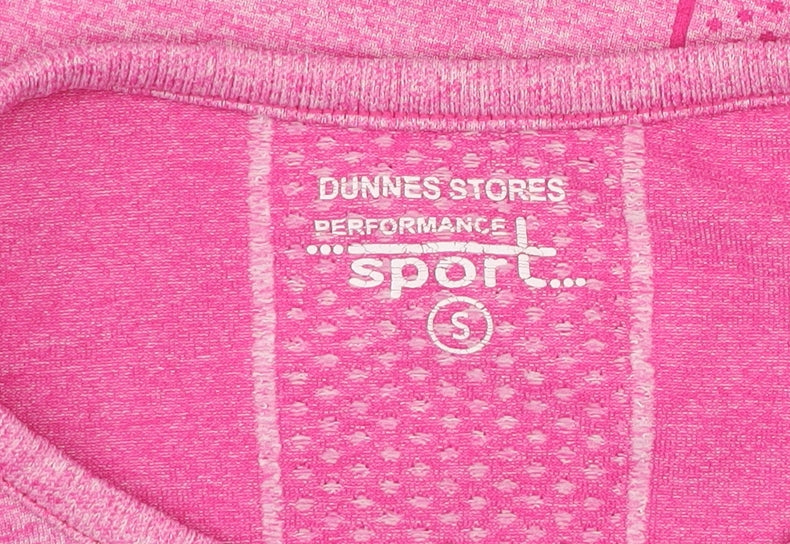 DUNNES STORES
PERFORMANCE
...sport...
S